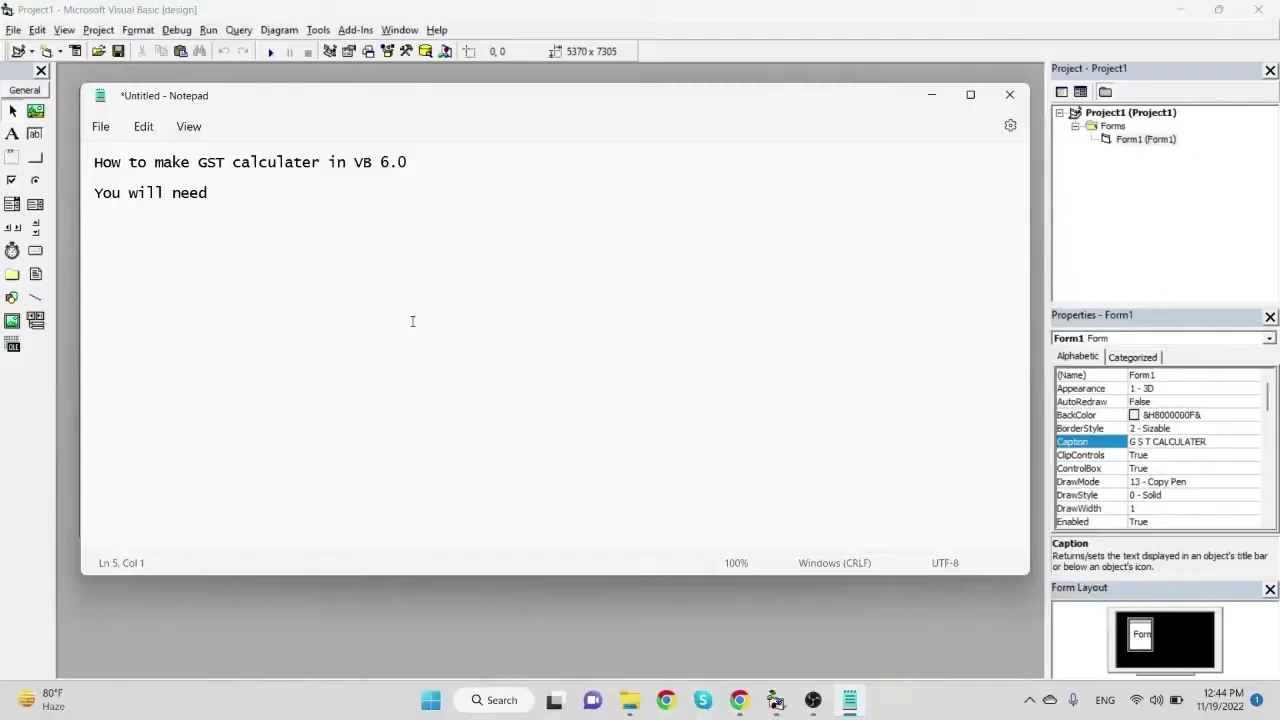 Project1 - Microsoft Visual Basic [design]
File Edit View Project Format Debug Run Query Diagram Tools Add-Ins Window Help
0, 0 5370 x 7305
General
*Untitled - Notepad
File Edit View
How to make GST calculater in VB 6.0
You will need
Ln 5, Col 1 100% Windows (CRLF) UTF-8
Project - Project1
Project1 (Project1)
Forms
Form1 (Form1)
Properties - Form1
Form1 Form
Alphabetic Categorized
(Name) Form1
Appearance 1 - 3D
AutoRedraw False
BackColor &H8000000F&
BorderStyle 2 - Sizable
Caption G S T CALCULATER
ClipControls True
ControlBox True
DrawMode 13 - Copy Pen
DrawStyle 0 - Solid
DrawWidth 1
Enabled True
Caption
Returns/sets the text displayed in an object's title bar
or below an object's icon.
Form Layout
Form
80°F
Haze
Search
ENG
12:44 PM
11/19/2022
1